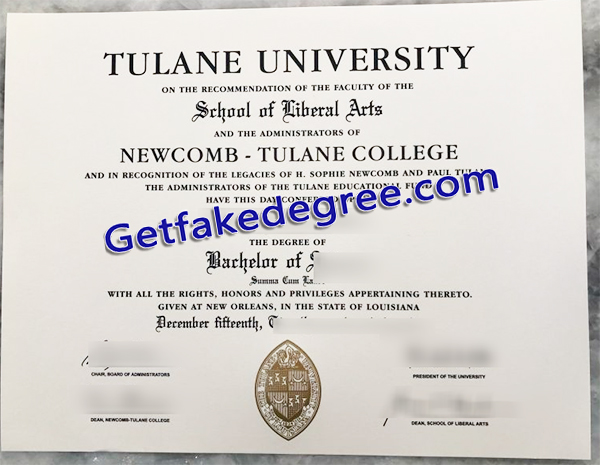 TULANE UNIVERSITY
ON THE RECOMMENDATION OF THE FACULTY OF THE
School of Liberal Arts
AND THE ADMINISTRATORS OF
NEWCOMB - TULANE COLLEGE
AND IN RECOGNITION OF THE LEGACIES OF H. SOPHIE NEWCOMB AND PAUL
THE ADMINISTRATORS OF THE TULANE EDUCATIONAL
HAVE THIS DAY
Getfakedegree.com
THE DEGREE OF
Bachelor of
Summa Cum
WITH ALL THE RIGHTS, HONORS AND PRIVILEGES APPERTAINING THERETO.
GIVEN AT NEW ORLEANS, IN THE STATE OF LOUISIANA
December fifteenth,
CHAIR, BOARD OF ADMINISTRATORS
PRESIDENT OF THE UNIVERSITY
DEAN, NEWCOMB-TULANE COLLEGE
DEAN, SCHOOL OF LIBERAL ARTS